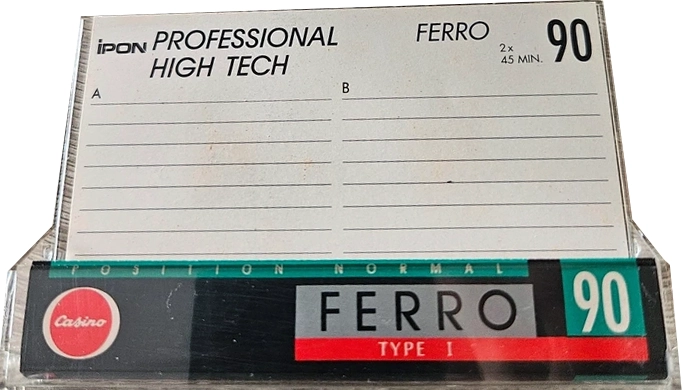 iPON PROFESSIONAL
HIGH TECH
FERRO
2x
45 MIN.
90
A
B
POSITION NORMAL
Casino
FERRO
TYPE I
90